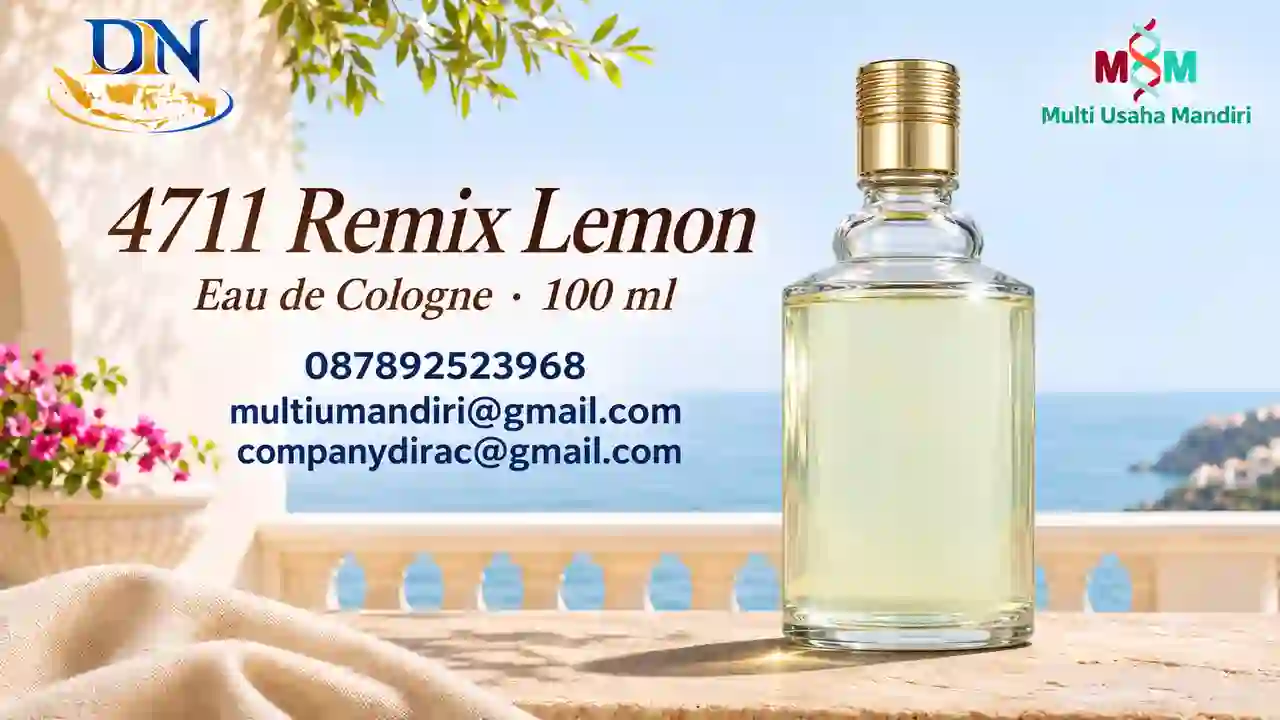 DN
M M
Multi Usaha Mandiri
4711 Remix Lemon
Eau de Cologne · 100 ml
087892523968
multiumandiri@gmail.com
companydirac@gmail.com